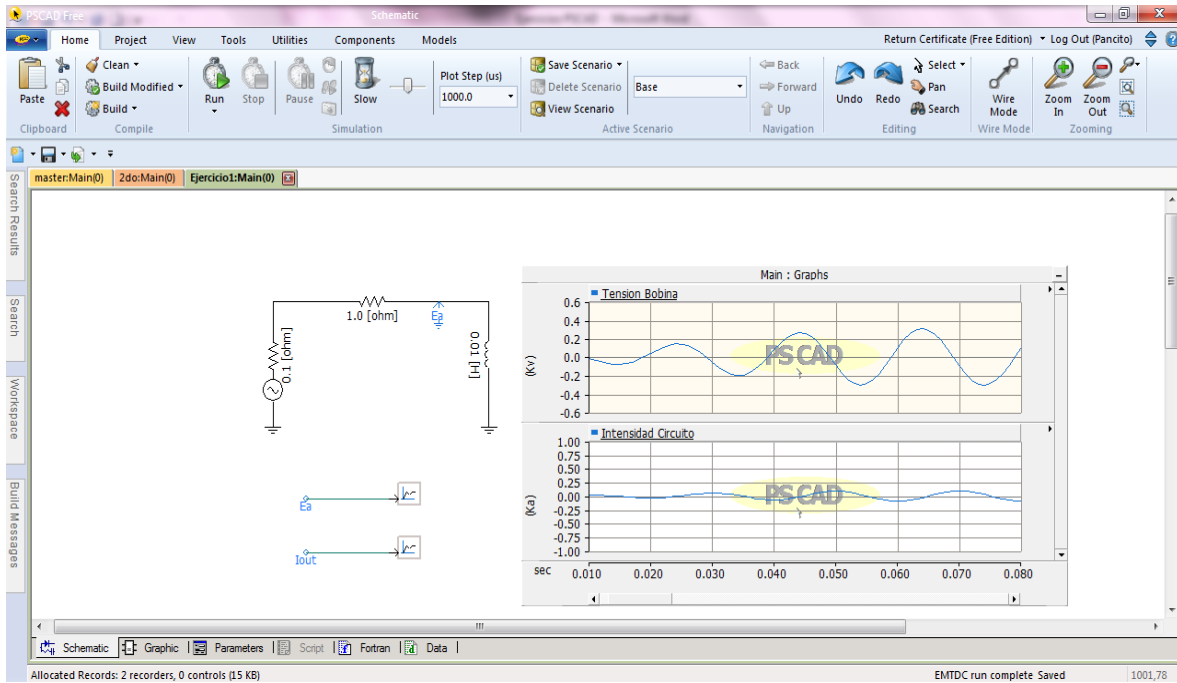 PSCAD Free
Schematic
Home Project View Tools Utilities Components Models
Return Certificate (Free Edition) Log Out (Pancito)
Paste
Clean
Build Modified
Build
Run Stop Pause Slow
Plot Step (us)
1000.0
Save Scenario
Delete Scenario
View Scenario
Base
Back
Forward
Up
Undo Redo
Select
Pan
Search
Wire Mode
Zoom In
Zoom Out
Clipboard Compile Simulation Active Scenario Navigation Editing Wire Mode Zooming
master:Main(0) 2do:Main(0) Ejercicio1:Main(0)
Search Results
Search
Workspace
Build Messages
1.0 [ohm]
Ea
0.1 [ohm]
0.01 [H]
Ea
Iout
Main : Graphs
Tension Bobina
0.6
0.4
0.2
0.0
-0.2
-0.4
-0.6
(Kv)
PSCAD
Intensidad Circuito
1.00
0.75
0.50
0.25
0.00
-0.25
-0.50
-0.75
-1.00
(Ka)
PSCAD
sec 0.010 0.020 0.030 0.040 0.050 0.060 0.070 0.080
Schematic Graphic Parameters Script Fortran Data
Allocated Records: 2 recorders, 0 controls (15 KB)
EMTDC run complete Saved
1001,78